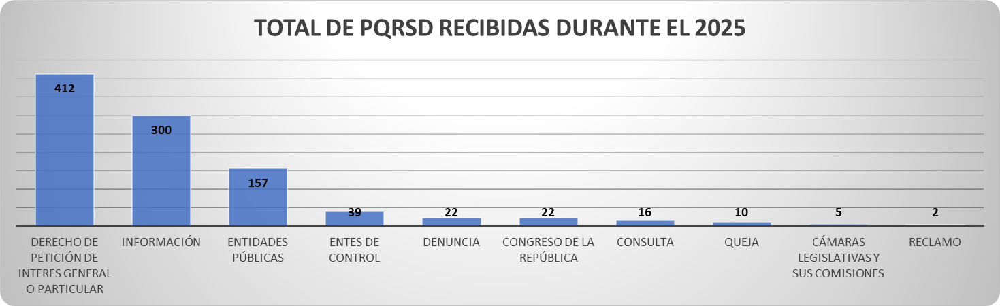 TOTAL DE PQRSD RECIBIDAS DURANTE EL 2025
412
300
157
39
22
22
16
10
5
2
DERECHO DE
PETICIÓN DE
INTERES GENERAL
O PARTICULAR
INFORMACIÓN
ENTIDADES
PÚBLICAS
ENTES DE
CONTROL
DENUNCIA
CONGRESO DE LA
REPÚBLICA
CONSULTA
QUEJA
CÁMARAS
LEGISLATIVAS Y
SUS COMISIONES
RECLAMO